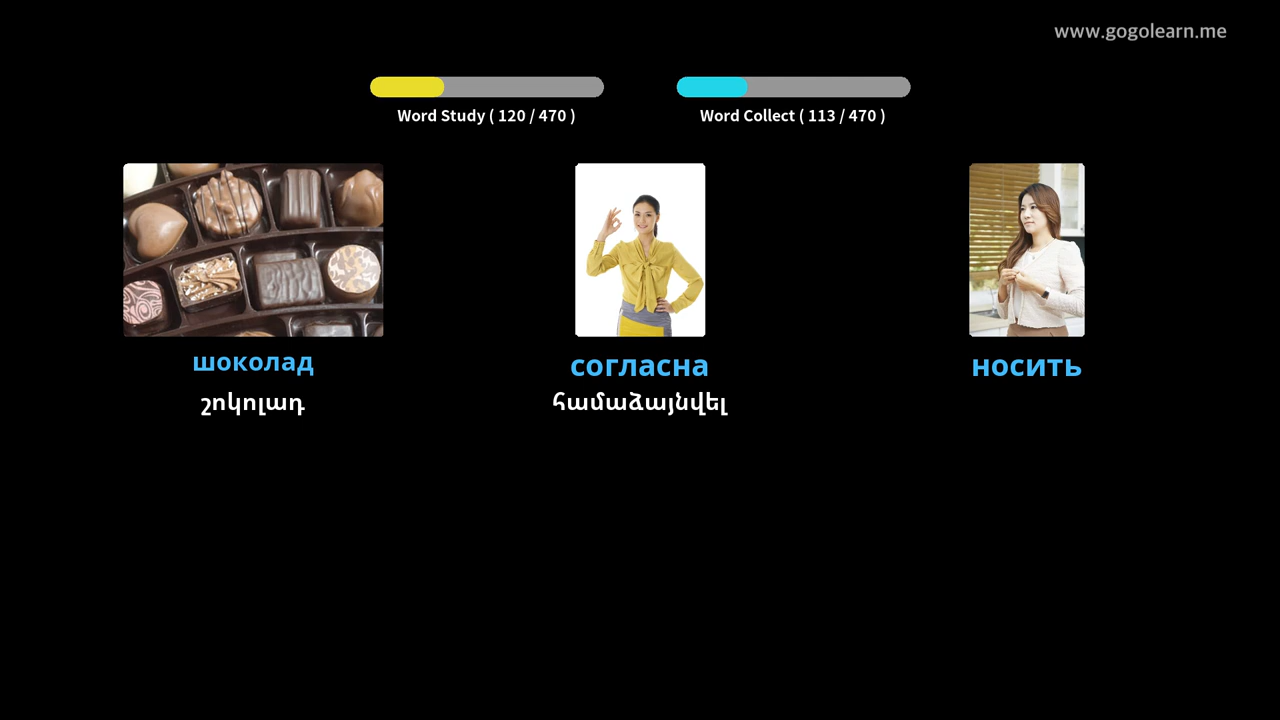 www.gogolearn.me
Word Study ( 120 / 470 )
Word Collect ( 113 / 470 )
шоколад
согласна
носить
շոկոլադ
համաձայնվել